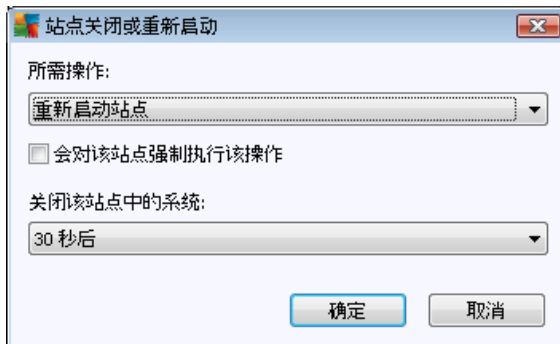 站点关闭或重新启动
所需操作:
重新启动站点
会对该站点强制执行该操作
关闭该站点中的系统:
30 秒后
确定
取消